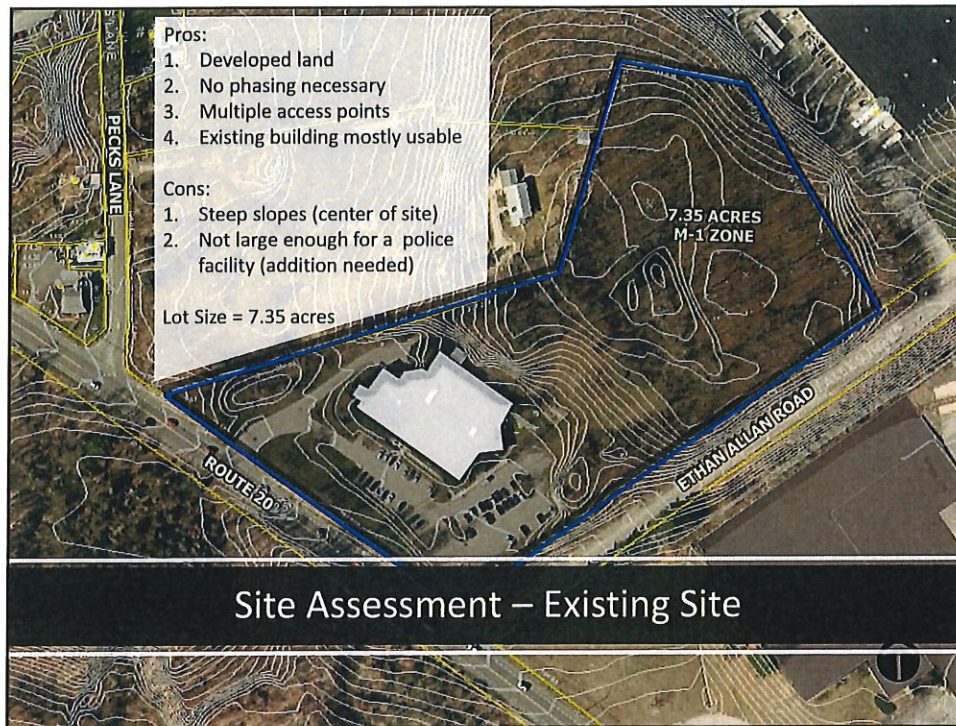 Pros:
1. Developed land
2. No phasing necessary
3. Multiple access points
4. Existing building mostly usable
Cons:
1. Steep slopes (center of site)
2. Not large enough for a police
facility (addition needed)
Lot Size = 7.35 acres
PECKS LANE
7.35 ACRES
M-1 ZONE
ROUTE 20
ETHAN ALLAN ROAD
Site Assessment – Existing Site